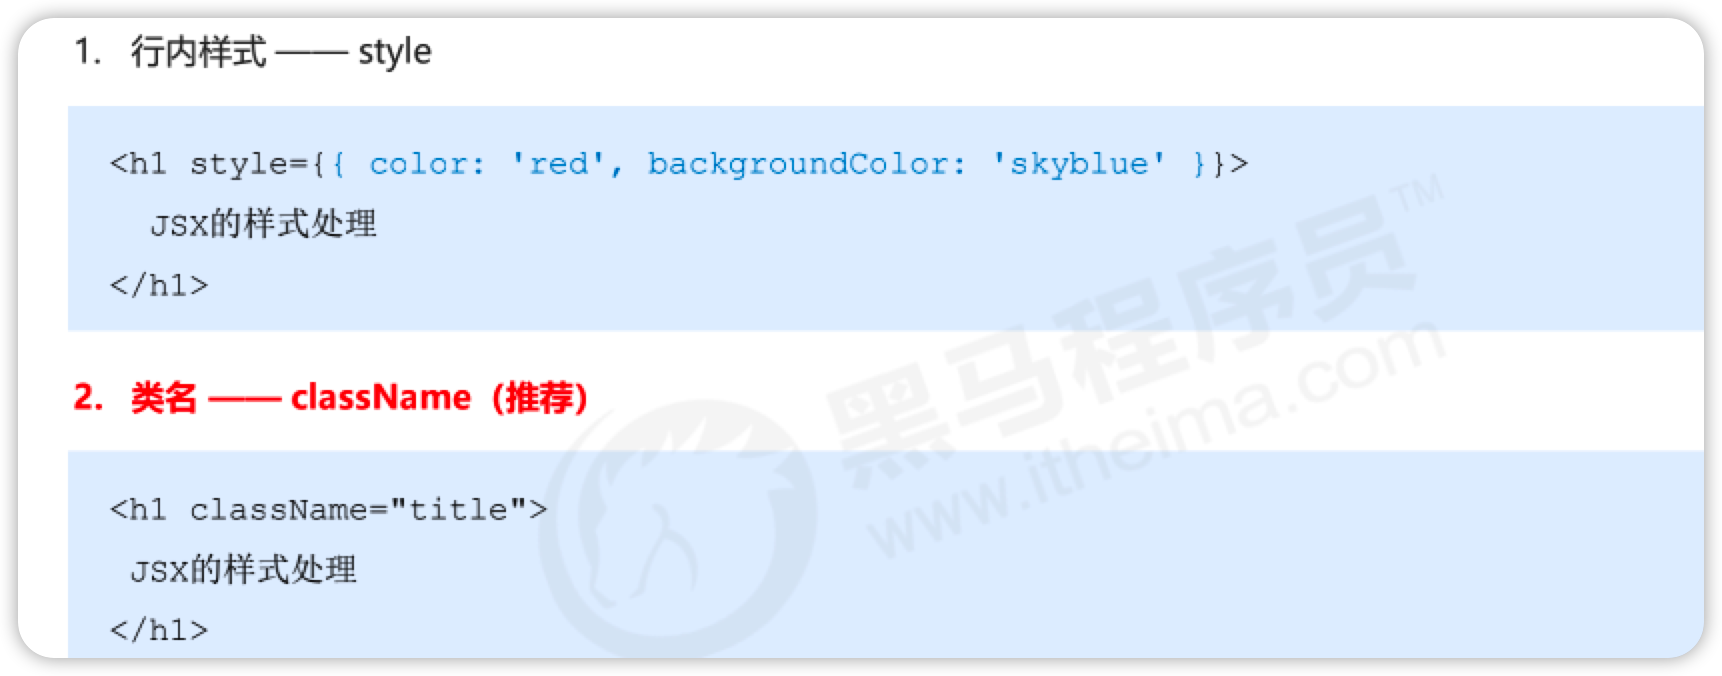 1. 行内样式 —— style
<h1 style={{ color: 'red', backgroundColor: 'skyblue' }}>
JSX的样式处理
</h1>
2. 类名 —— className（推荐）
<h1 className="title">
JSX的样式处理
</h1>
黑马程序员™
www.itheima.com